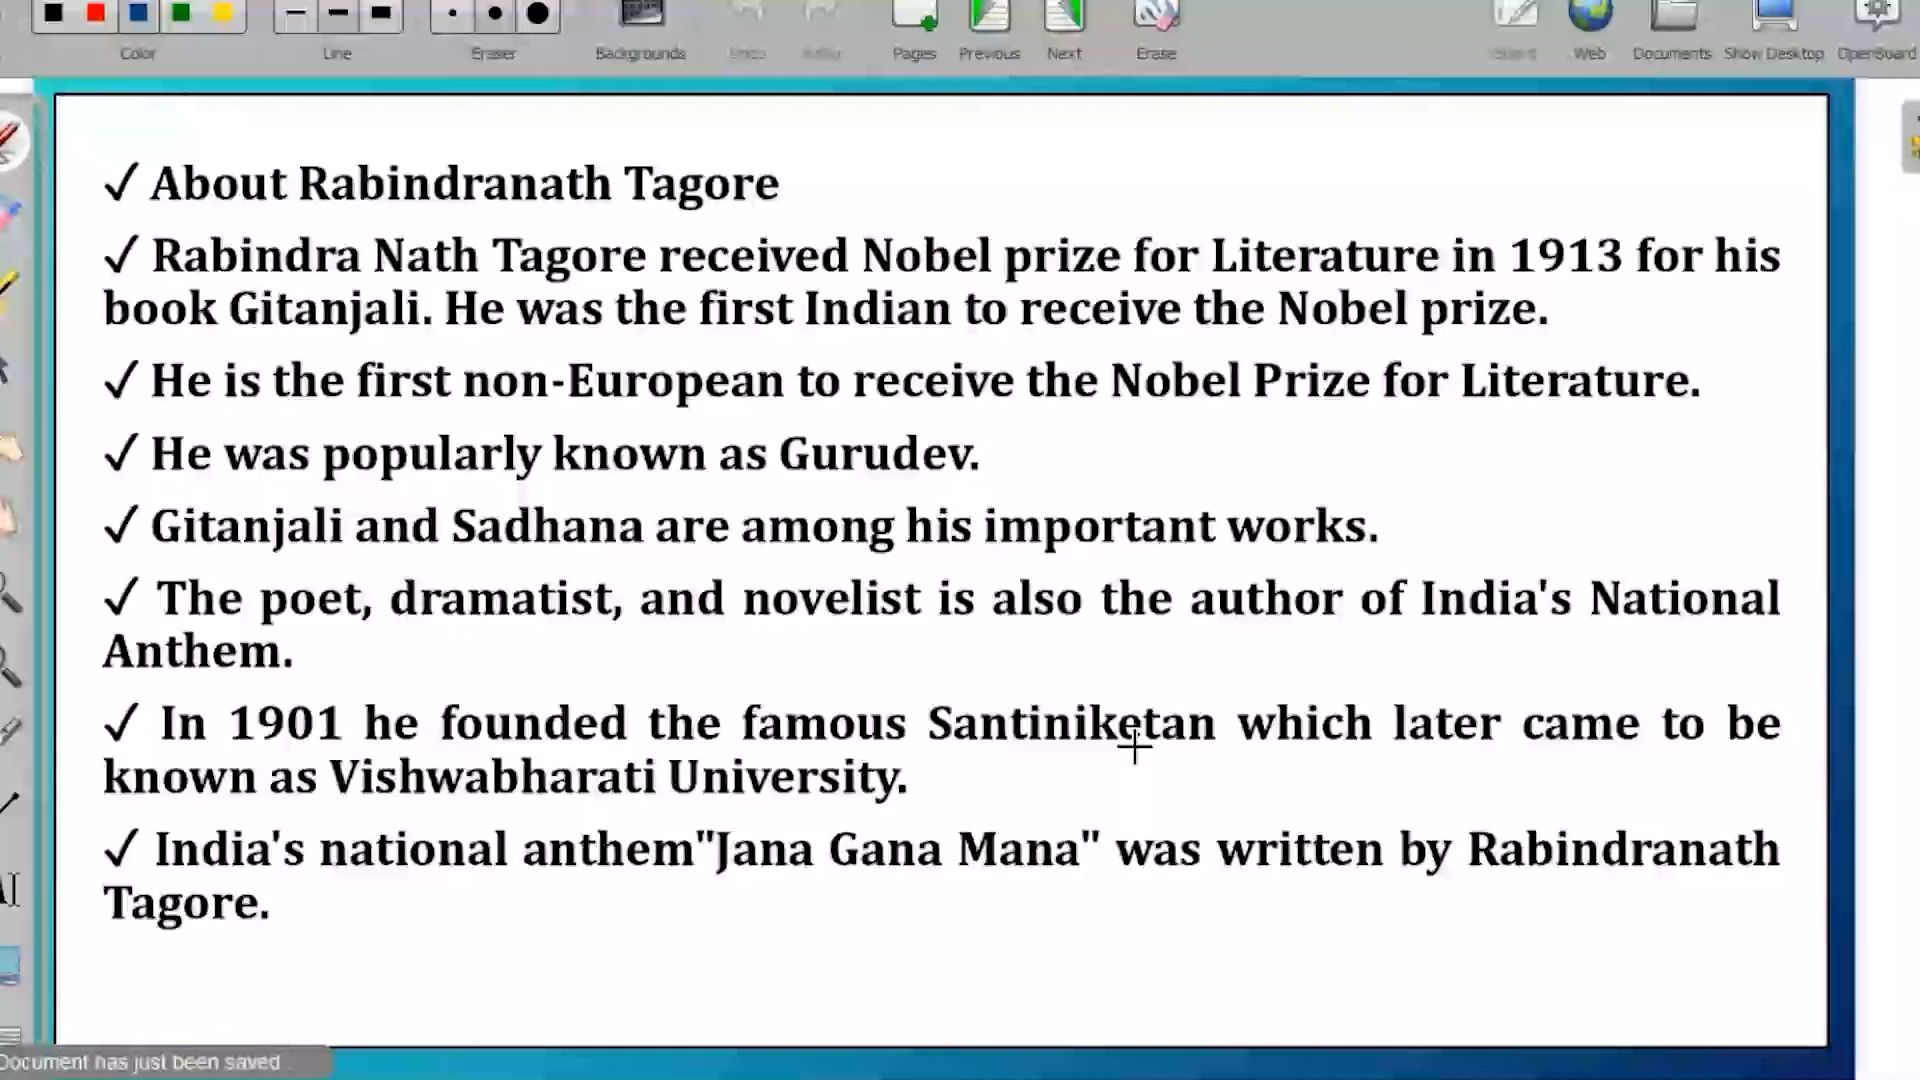 Color Line Eraser Backgrounds Undo Redo Pages Previous Next Erase Board Web Documents Show Desktop OpenBoard
✓ About Rabindranath Tagore
✓ Rabindra Nath Tagore received Nobel prize for Literature in 1913 for his
book Gitanjali. He was the first Indian to receive the Nobel prize.
✓ He is the first non-European to receive the Nobel Prize for Literature.
✓ He was popularly known as Gurudev.
✓ Gitanjali and Sadhana are among his important works.
✓ The poet, dramatist, and novelist is also the author of India's National
Anthem.
✓ In 1901 he founded the famous Santiniketan which later came to be
known as Vishwabharati University.
✓ India's national anthem"Jana Gana Mana" was written by Rabindranath
Tagore.
Document has just been saved